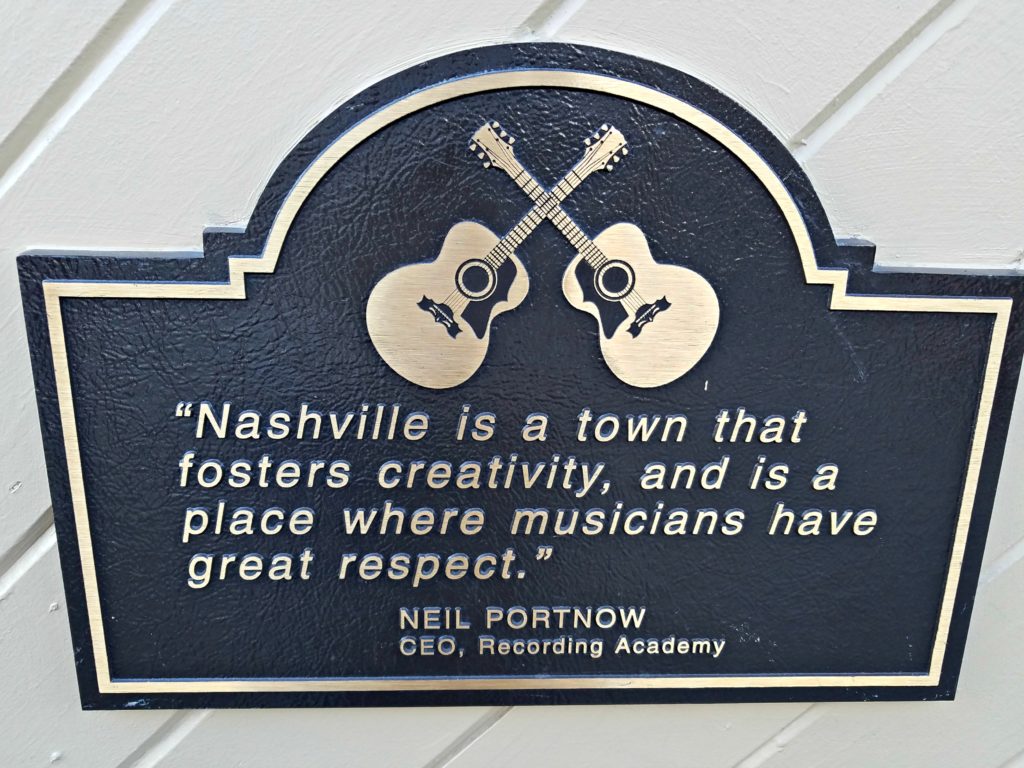 “Nashville is a town that
fosters creativity, and is a
place where musicians have
great respect.”
NEIL PORTNOW
CEO, Recording Academy